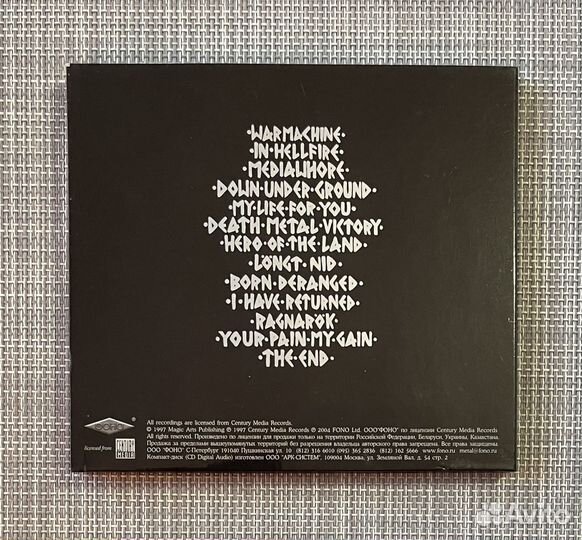 ·WARMACHINE·
·IN·HELLFIRE·
·MEDIAWHORE·
·DOWN·UNDER·GROUND·
·MY·LIFE·FOR·YOU·
·DEATH·METAL·VICTORY·
·HERO·OF·THE·LAND·
·LÖNGT·NID·
·BORN·DERANGED·
·I·HAVE·RETURNED·
·RAGNARÖK·
·YOUR·PAIN·MY·GAIN·
·THE·END·
ФОНО
licensed from
CENTURY MEDIA
All recordings are licensed from Century Media Records.
© 1997 Magic Arts Publishing ℗ 1997 Century Media Records © 2004 FONO Ltd. ООО"ФОНО" по лицензии Century Media Records
All rights reserved. Произведено по лицензии для продажи только на территории Российской Федерации, Беларуси, Украины, Казахстана.
Продажа за пределами вышеупомянутых территорий без разрешения владельца авторского права запрещена. Все права защищены.
ООО "ФОНО" С-Петербург 191040 Пушкинская ул. 10 (812) 316 6010 (095) 365 2836 (812) 162 5666 www.fono.ru metal@fono.ru
Компакт-диск (CD Digital Audio) изготовлен ООО "АРК-СИСТЕМ", 109004 Москва, ул. Земляной Вал, д. 54 стр. 2
Avito